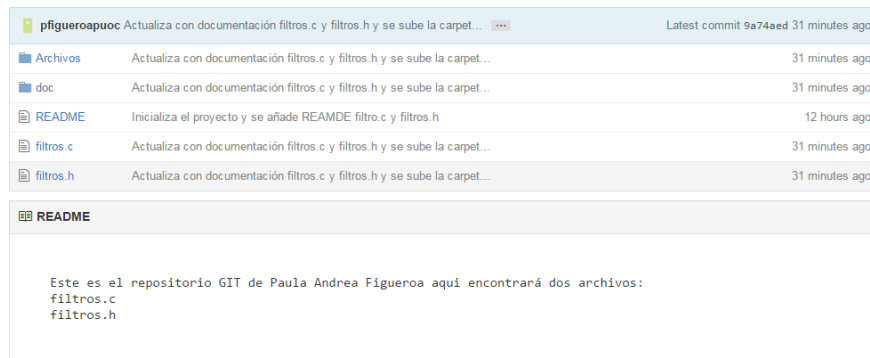 pfigueroapuoc Actualiza con documentación filtros.c y filtros.h y se sube la carpet… ... Latest commit 9a74aed 31 minutes ago
Archivos Actualiza con documentación filtros.c y filtros.h y se sube la carpet… 31 minutes ago
doc Actualiza con documentación filtros.c y filtros.h y se sube la carpet… 31 minutes ago
README Inicializa el proyecto y se añade REAMDE filtro.c y filtros.h 12 hours ago
filtros.c Actualiza con documentación filtros.c y filtros.h y se sube la carpet… 31 minutes ago
filtros.h Actualiza con documentación filtros.c y filtros.h y se sube la carpet… 31 minutes ago
README
Este es el repositorio GIT de Paula Andrea Figueroa aqui encontrará dos archivos:
filtros.c
filtros.h